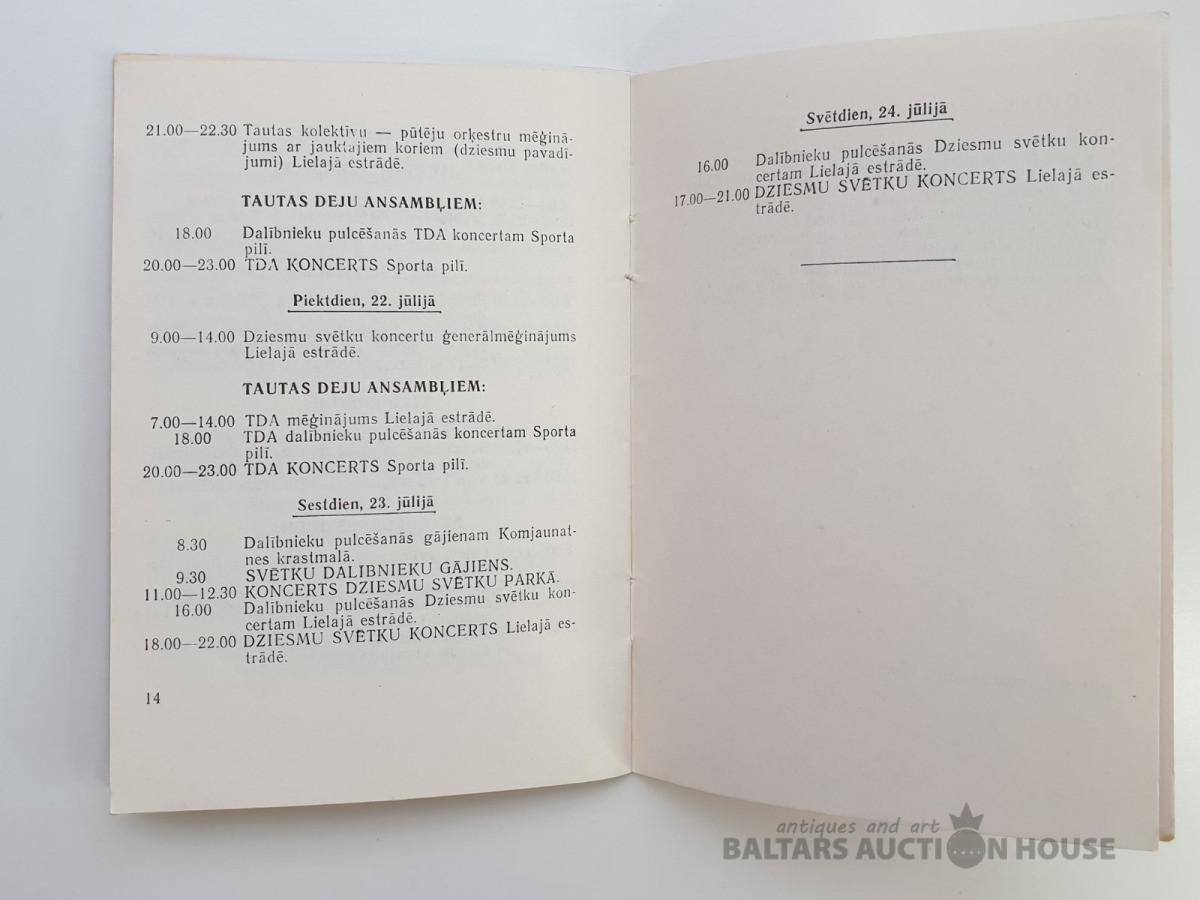 21.00—22.30 Tautas kolektīvu — pūtēju orķestru mēģinā-
jums ar jauktajiem koriem (dziesmu pavadī-
jumi) Lielajā estrādē.
TAUTAS DEJU ANSAMBĻIEM:
18.00 Dalībnieku pulcēšanās TDA koncertam Sporta
pilī.
20.00—23.00 TDA KONCERTS Sporta pilī.
Piektdien, 22. jūlijā
9.00—14.00 Dziesmu svētku koncertu ģenerālmēģinājums
Lielajā estrādē.
TAUTAS DEJU ANSAMBĻIEM:
7.00—14.00 TDA mēģinājums Lielajā estrādē.
18.00 TDA dalībnieku pulcēšanās koncertam Sporta
pilī.
20.00—23.00 TDA KONCERTS Sporta pilī.
Sestdien, 23. jūlijā
8.30 Dalībnieku pulcēšanās gājienam Komjaunat-
nes krastmalā.
9.30 SVĒTKU DALĪBNIEKU GĀJIENS.
11.00—12.30 KONCERTS DZIESMU SVĒTKU PARKĀ.
16.00 Dalībnieku pulcēšanās Dziesmu svētku kon-
certam Lielajā estrādē.
18.00—22.00 DZIESMU SVĒTKU KONCERTS Lielajā es-
trādē.
14
Svētdien, 24. jūlijā
16.00 Dalībnieku pulcēšanās Dziesmu svētku kon-
certam Lielajā estrādē.
17.00—21.00 DZIESMU SVĒTKU KONCERTS Lielajā es-
trādē.
antiques and art
BALTARS AUCTION HOUSE